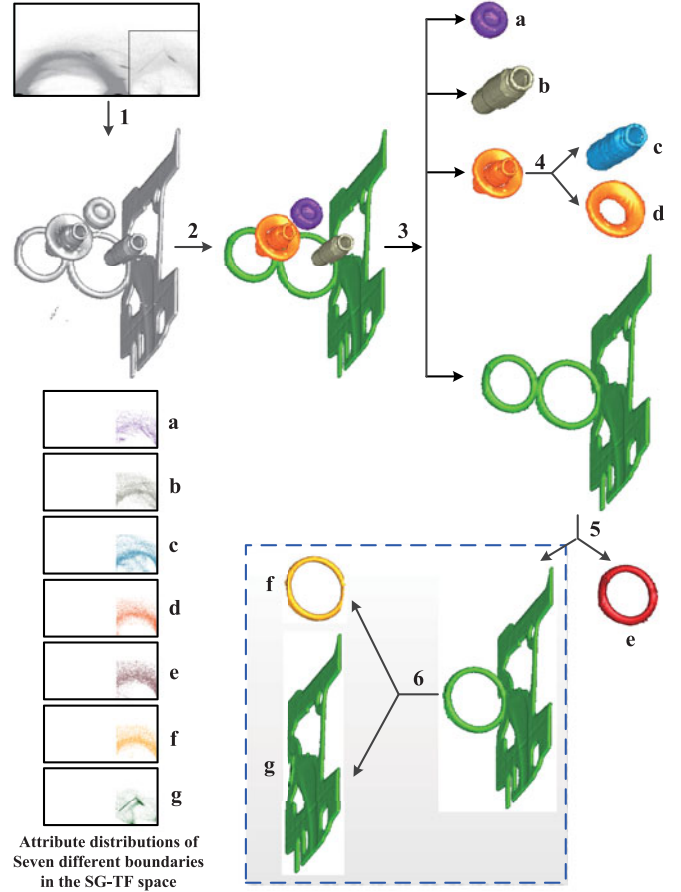 a
1
b
4
c
2
3
d
a
b
c
5
f
d
e
e
6
f
g
g
Attribute distributions of
Seven different boundaries
in the SG-TF space